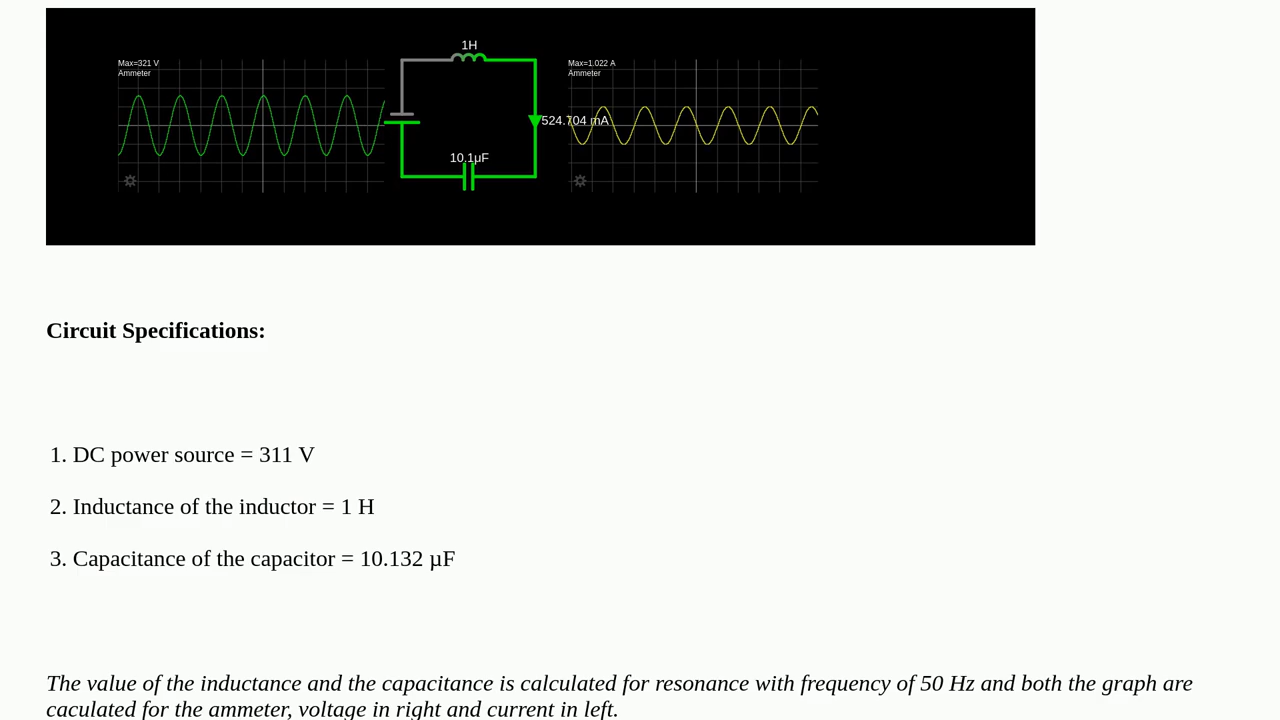 1H
Max=321 V
Ammeter
Max=1.022 A
Ammeter
524.704 mA
10.1µF
Circuit Specifications:
1. DC power source = 311 V
2. Inductance of the inductor = 1 H
3. Capacitance of the capacitor = 10.132 µF
The value of the inductance and the capacitance is calculated for resonance with frequency of 50 Hz and both the graph are
caculated for the ammeter, voltage in right and current in left.